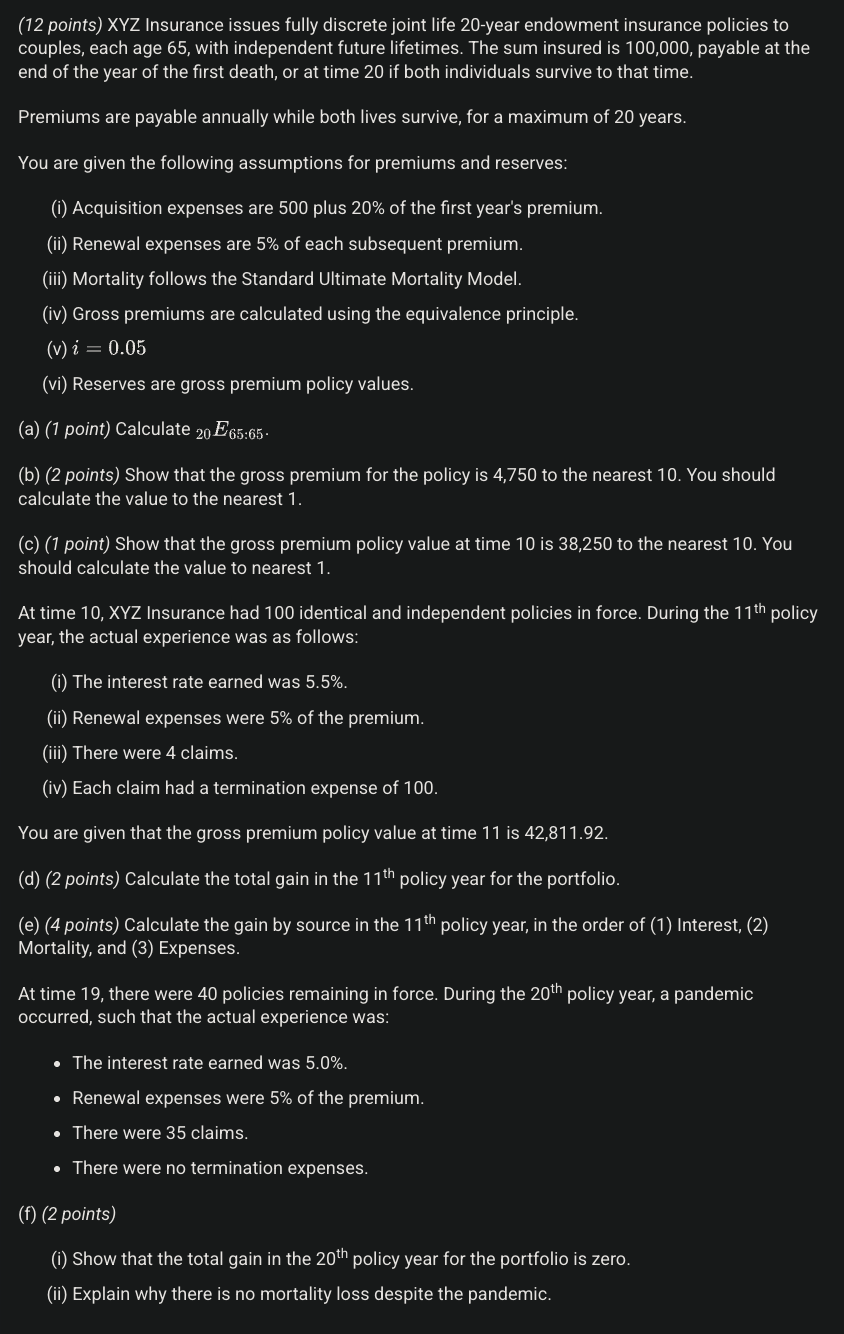 (12 points) XYZ Insurance issues fully discrete joint life 20-year endowment insurance policies to
couples, each age 65, with independent future lifetimes. The sum insured is 100,000, payable at the
end of the year of the first death, or at time 20 if both individuals survive to that time.
Premiums are payable annually while both lives survive, for a maximum of 20 years.
You are given the following assumptions for premiums and reserves:
(i) Acquisition expenses are 500 plus 20% of the first year's premium.
(ii) Renewal expenses are 5% of each subsequent premium.
(iii) Mortality follows the Standard Ultimate Mortality Model.
(iv) Gross premiums are calculated using the equivalence principle.
(v) i = 0.05
(vi) Reserves are gross premium policy values.
(a) (1 point) Calculate ₂₀E₆₅:₆₅.
(b) (2 points) Show that the gross premium for the policy is 4,750 to the nearest 10. You should
calculate the value to the nearest 1.
(c) (1 point) Show that the gross premium policy value at time 10 is 38,250 to the nearest 10. You
should calculate the value to nearest 1.
At time 10, XYZ Insurance had 100 identical and independent policies in force. During the 11th policy
year, the actual experience was as follows:
(i) The interest rate earned was 5.5%.
(ii) Renewal expenses were 5% of the premium.
(iii) There were 4 claims.
(iv) Each claim had a termination expense of 100.
You are given that the gross premium policy value at time 11 is 42,811.92.
(d) (2 points) Calculate the total gain in the 11th policy year for the portfolio.
(e) (4 points) Calculate the gain by source in the 11th policy year, in the order of (1) Interest, (2)
Mortality, and (3) Expenses.
At time 19, there were 40 policies remaining in force. During the 20th policy year, a pandemic
occurred, such that the actual experience was:
• The interest rate earned was 5.0%.
• Renewal expenses were 5% of the premium.
• There were 35 claims.
• There were no termination expenses.
(f) (2 points)
(i) Show that the total gain in the 20th policy year for the portfolio is zero.
(ii) Explain why there is no mortality loss despite the pandemic.